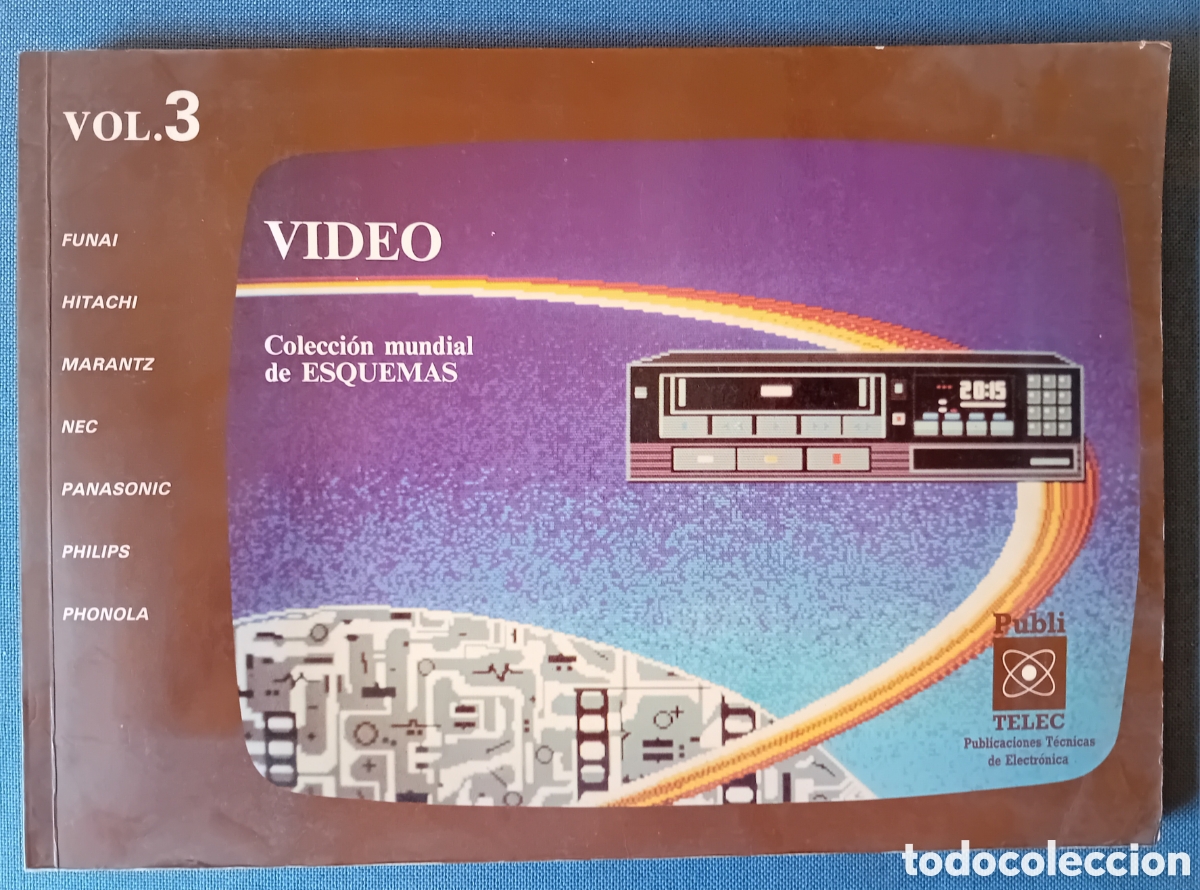 VOL.3
FUNAI
HITACHI
MARANTZ
NEC
PANASONIC
PHILIPS
PHONOLA
VIDEO
Colección mundial
de ESQUEMAS
20:15
Publi
TELEC
Publicaciones Técnicas
de Electrónica
todocoleccion